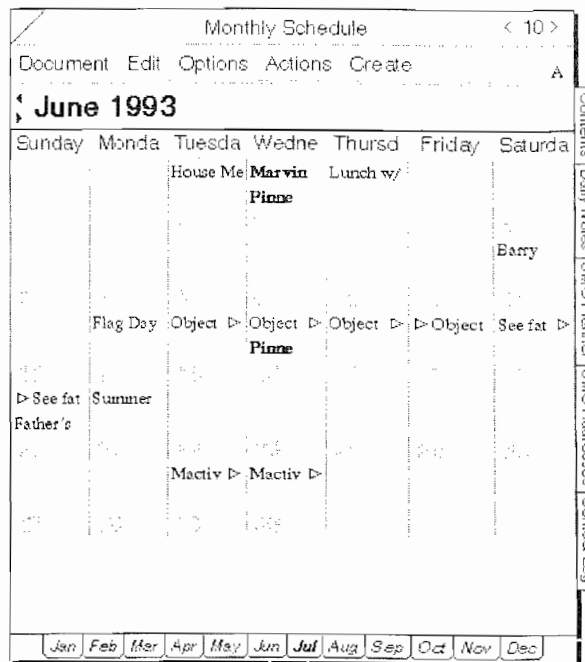 Monthly Schedule < 10 >
Document Edit Options Actions Create A
June 1993
Sunday Monda Tuesda Wedne Thursd Friday Saturda
House Me Marvin Lunch w/
Pinne
Barry
Flag Day Object ▷ Object ▷ Object ▷ ▷ Object See fat ▷
Pinne
▷ See fat Summer
Father's
Mactiv ▷ Mactiv ▷
Jan Feb Mar Apr May Jun Jul Aug Sep Oct Nov Dec